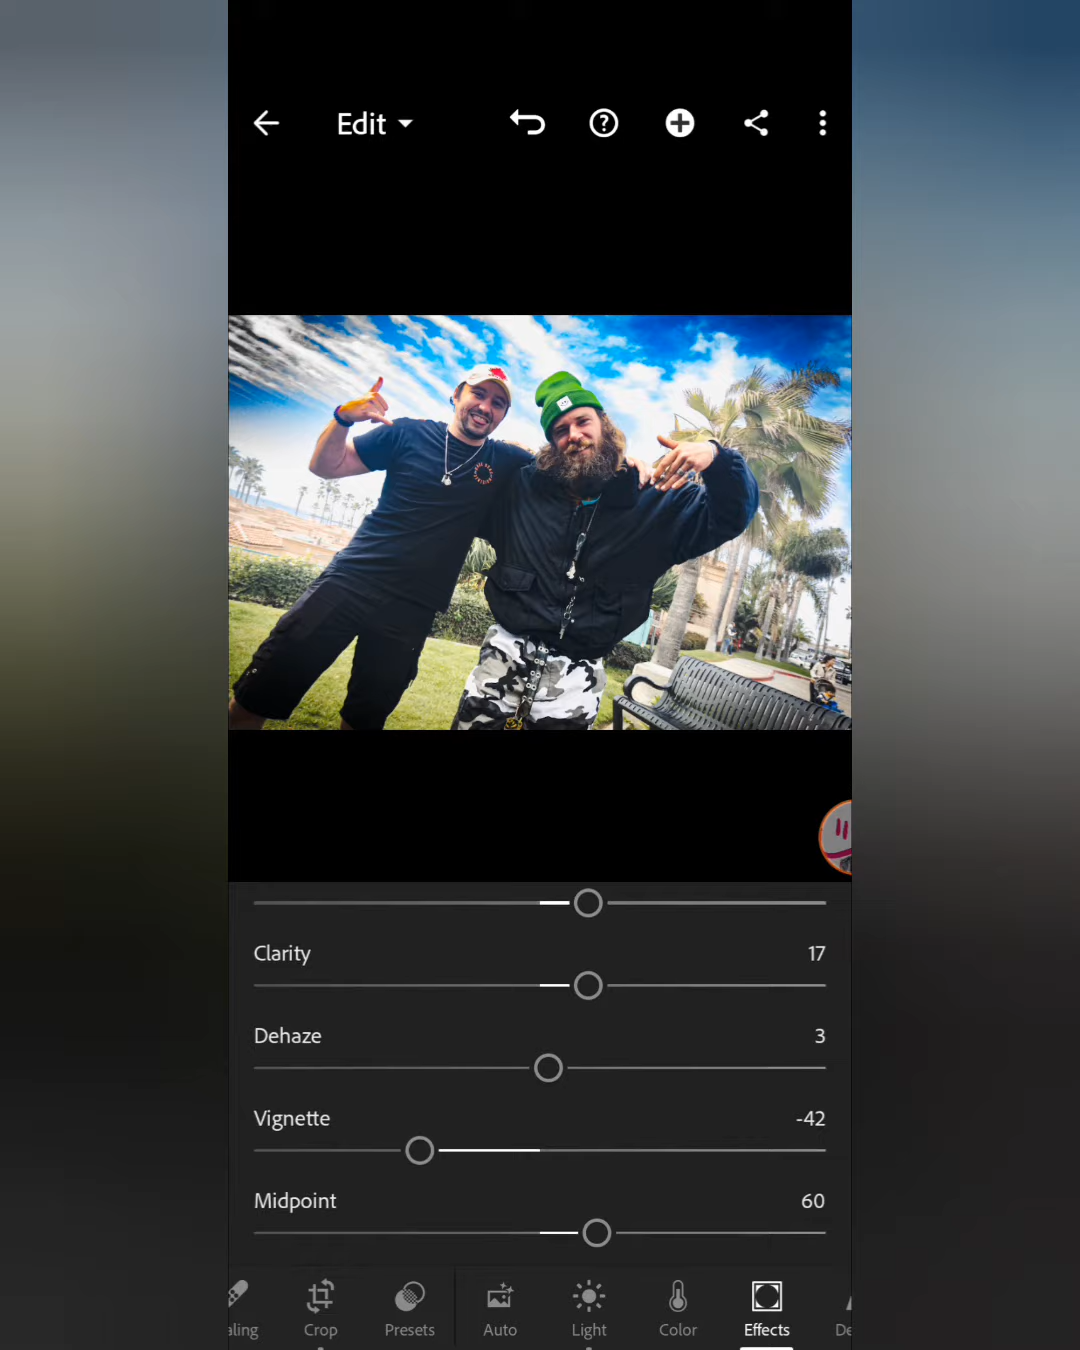 Edit
Clarity 17
Dehaze 3
Vignette -42
Midpoint 60
aling Crop Presets Auto Light Color Effects De